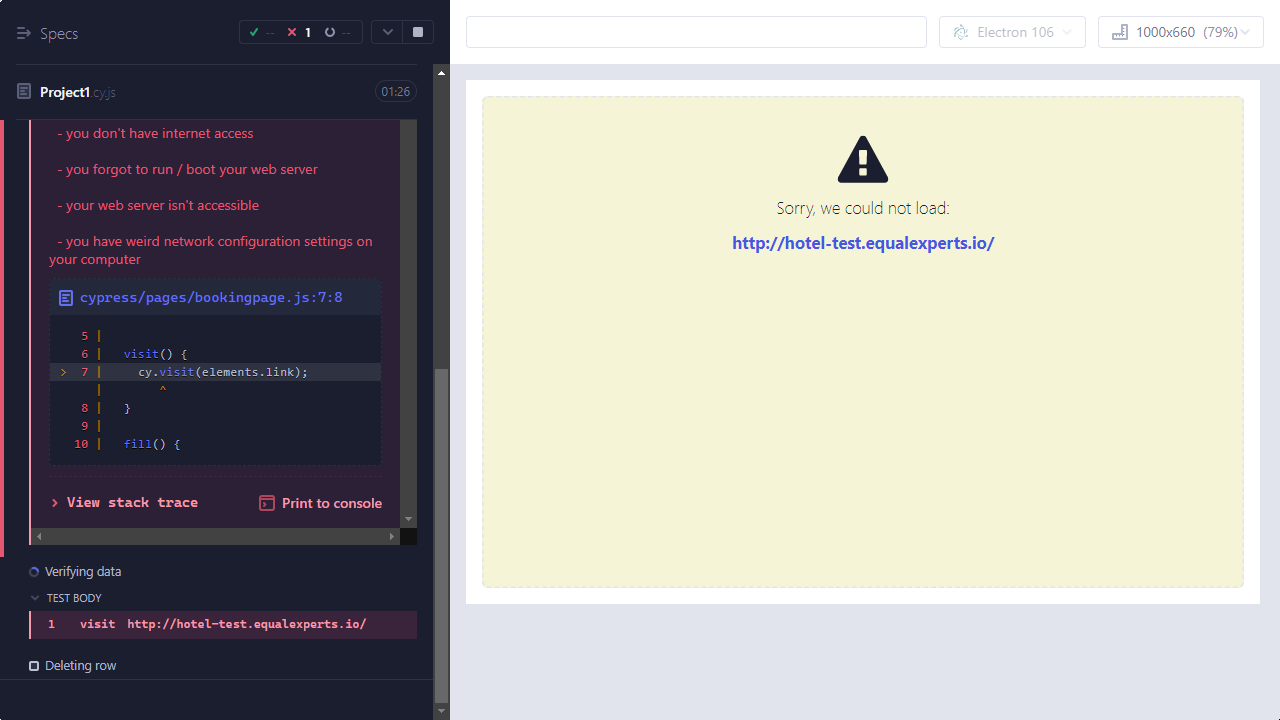 Specs
--
1
--
Electron 106
1000x660 (79%)
Project1.cy.js
01:26
- you don't have internet access
- you forgot to run / boot your web server
- your web server isn't accessible
- you have weird network configuration settings on
your computer
cypress/pages/bookingpage.js:7:8
5 |
6 | visit() {
> 7 | cy.visit(elements.link);
| ^
8 | }
9 |
10 | fill() {
View stack trace
Print to console
Verifying data
TEST BODY
1 visit http://hotel-test.equalexperts.io/
Deleting row
Sorry, we could not load:
http://hotel-test.equalexperts.io/